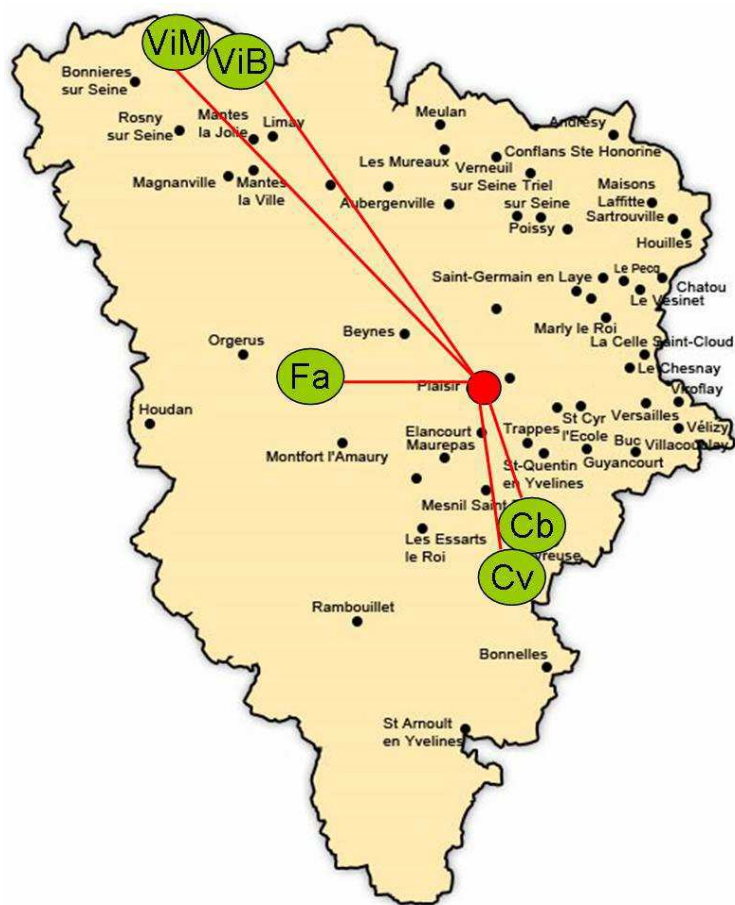 ViM
ViB
Bonnieres
sur Seine
Rosny
sur Seine
Mantes
la Jolie
Limay
Meulan
Andrésy
Conflans Ste Honorine
Les Mureaux
Verneuil
sur Seine
Triel
sur Seine
Magnanville
Mantes
la Ville
Aubergenville
Maisons
Laffitte
Sartrouville
Poissy
Houilles
Saint-Germain en Laye
Le Pecq
Chatou
Le Vesinet
Marly le Roi
Beynes
Orgerus
La Celle Saint-Cloud
Le Chesnay
Fa
Plaisir
Viroflay
Houdan
St Cyr
l'Ecole
Versailles
Vélizy
Villacoublay
Elancourt
Maurepas
Trappes
Buc
Montfort l'Amaury
St-Quentin
en Yvelines
Guyancourt
Mesnil Saint
Cb
Les Essarts
le Roi
vreuse
Cv
Rambouillet
Bonnelles
St Arnoult
en Yvelines